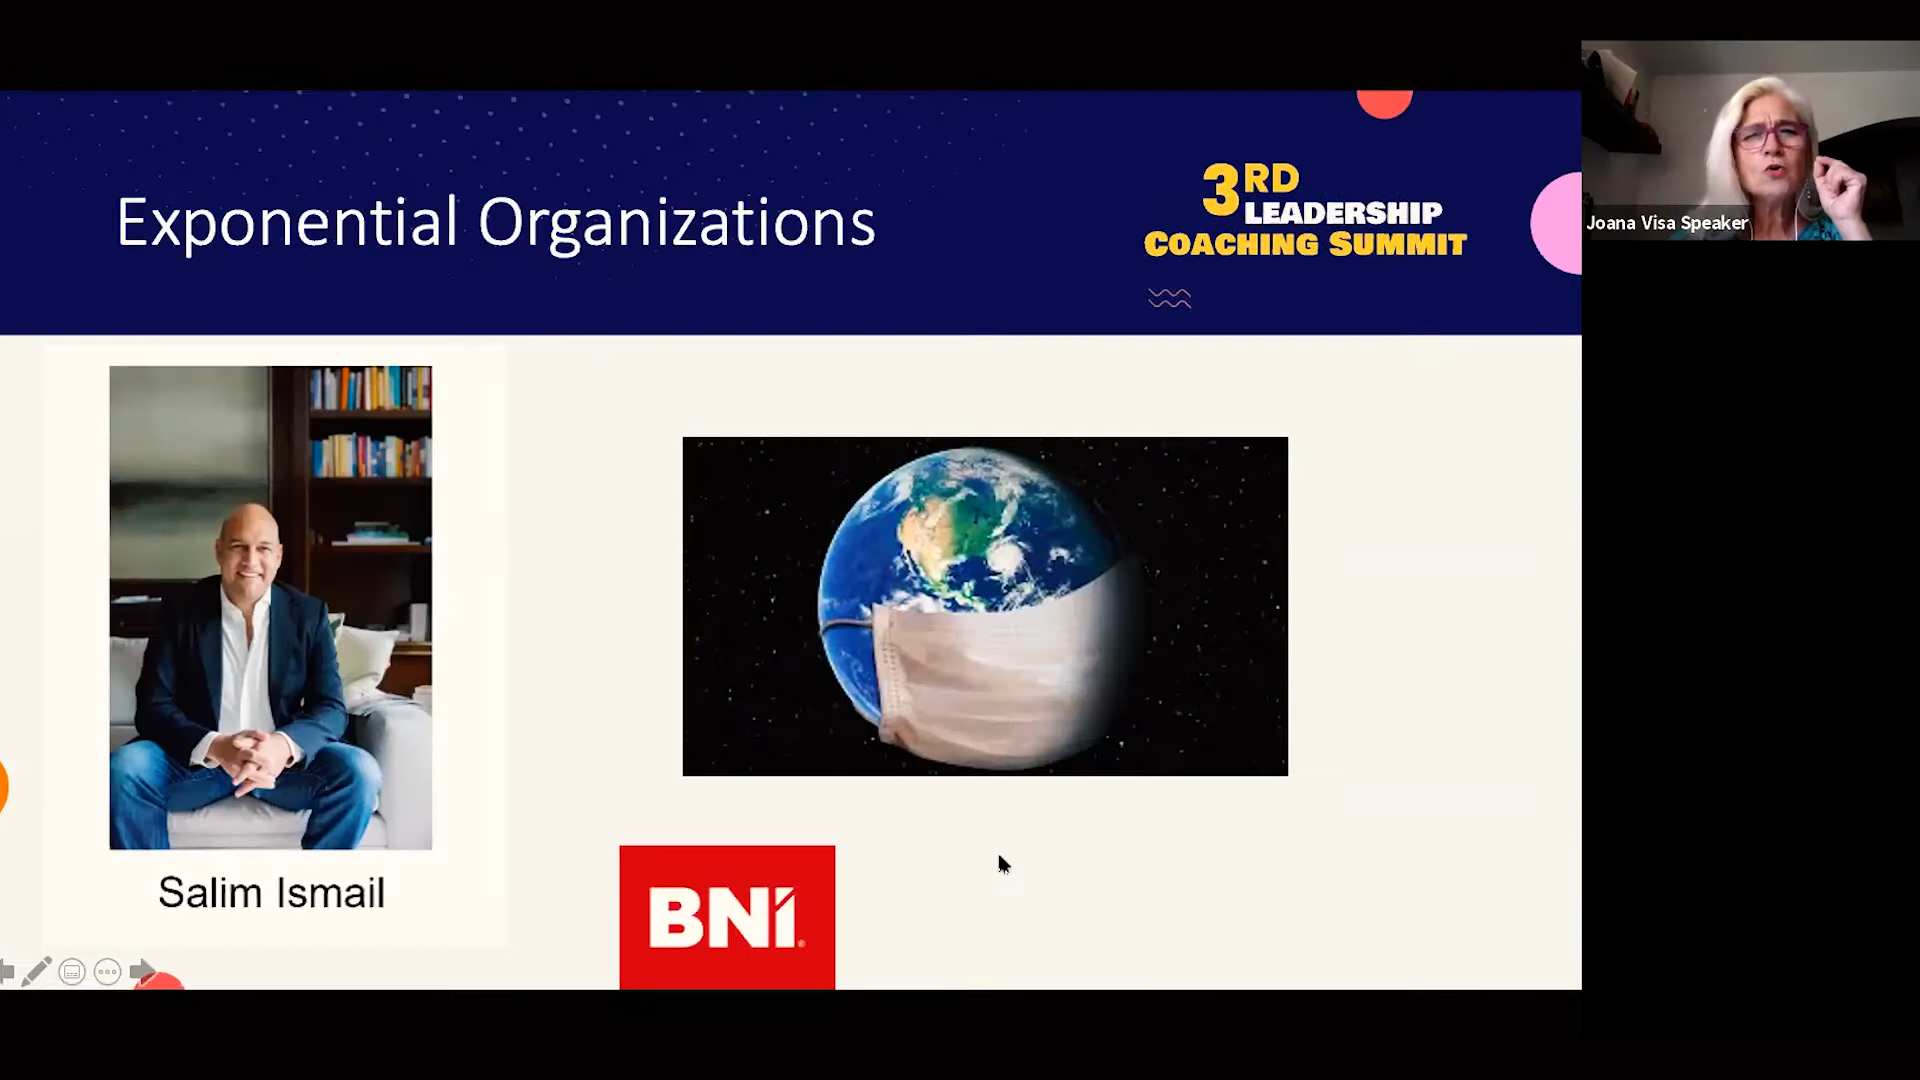 Exponential Organizations
3RD
LEADERSHIP
COACHING SUMMIT
Joana Visa Speaker
Salim Ismail
BNI